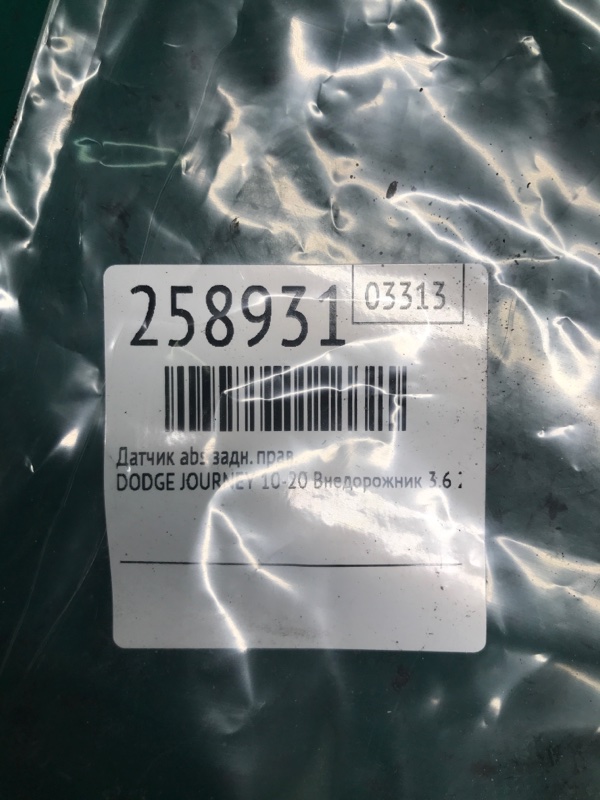 258931
03313
Датчик abs задн. прав.
DODGE JOURNEY 10-20 Внедорожник 3.6